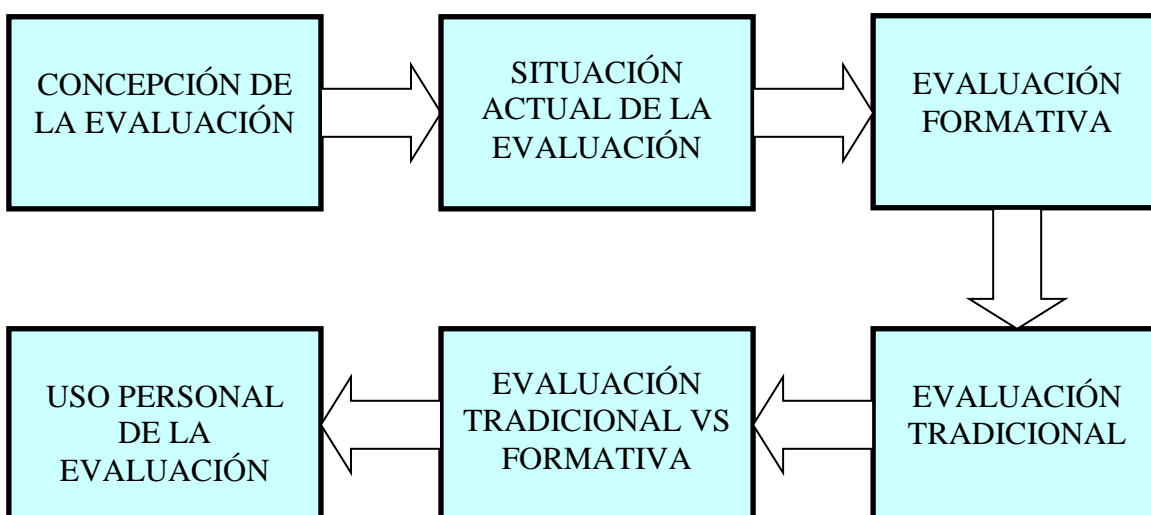 CONCEPCIÓN DE
LA EVALUACIÓN
SITUACIÓN
ACTUAL DE LA
EVALUACIÓN
EVALUACIÓN
FORMATIVA
EVALUACIÓN
TRADICIONAL
EVALUACIÓN
TRADICIONAL VS
FORMATIVA
USO PERSONAL
DE LA
EVALUACIÓN